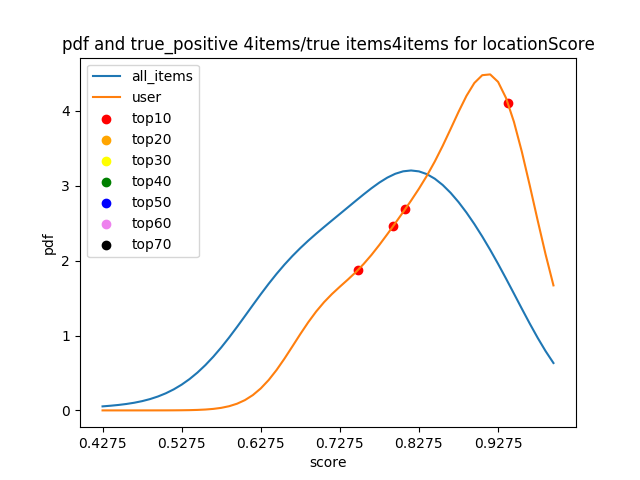 pdf and true_positive 4items/true items4items for locationScore
all_items
user
top10
top20
top30
top40
top50
top60
top70
pdf
4
3
2
1
0
0.4275 0.5275 0.6275 0.7275 0.8275 0.9275
score